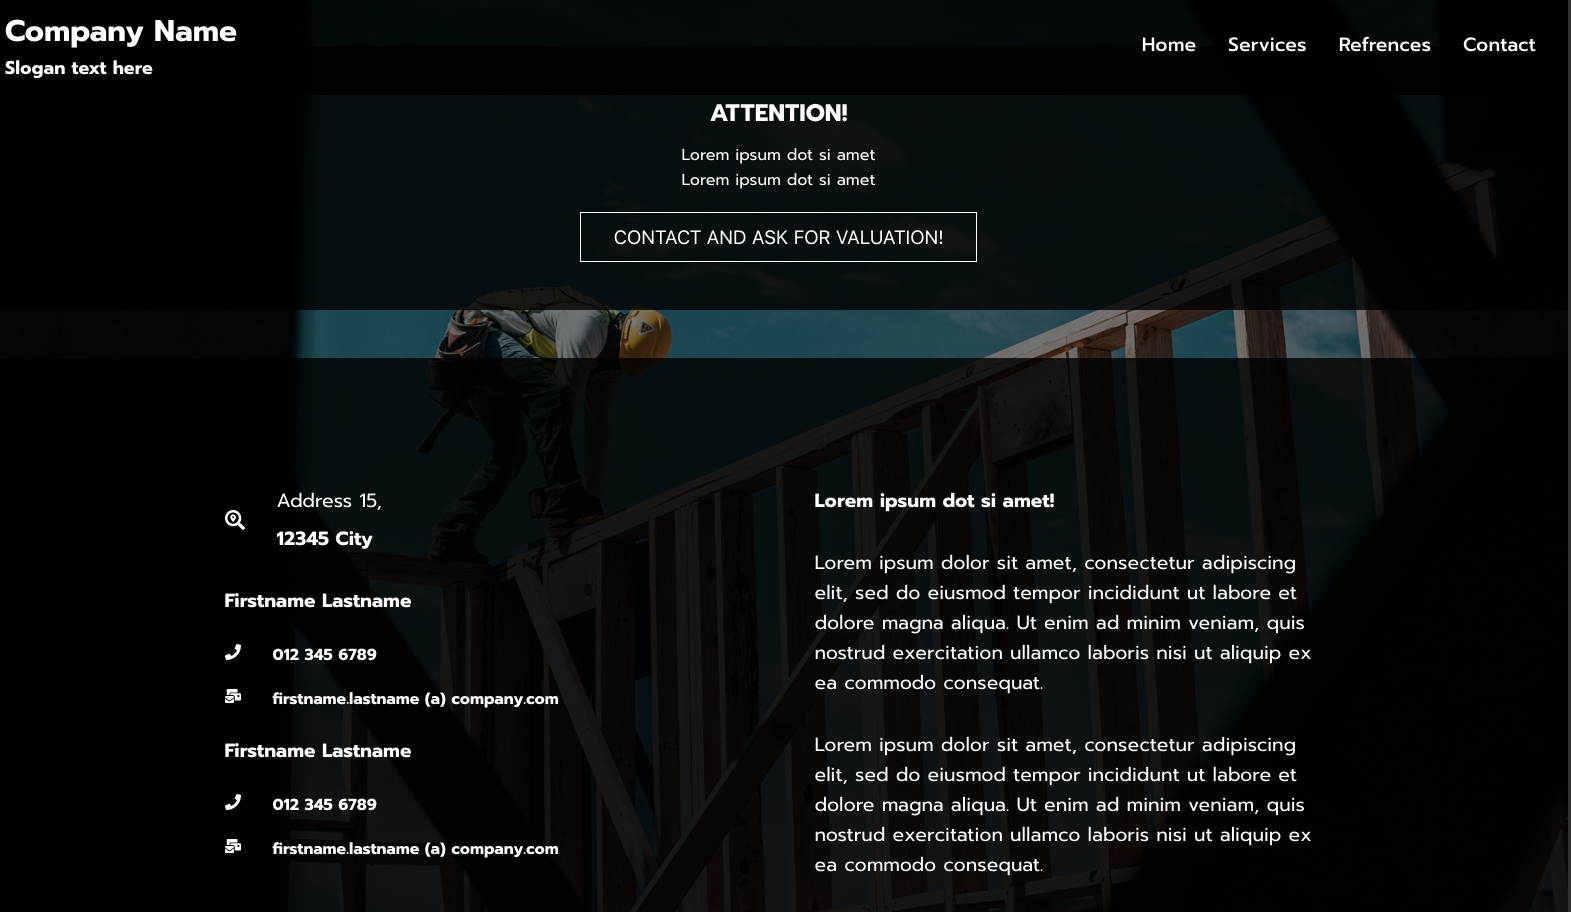 Company Name
Slogan text here
Home Services Refrences Contact
ATTENTION!
Lorem ipsum dot si amet
Lorem ipsum dot si amet
CONTACT AND ASK FOR VALUATION!
Address 15,
12345 City
Firstname Lastname
012 345 6789
firstname.lastname (a) company.com
Firstname Lastname
012 345 6789
firstname.lastname (a) company.com
Lorem ipsum dot si amet!
Lorem ipsum dolor sit amet, consectetur adipiscing
elit, sed do eiusmod tempor incididunt ut labore et
dolore magna aliqua. Ut enim ad minim veniam, quis
nostrud exercitation ullamco laboris nisi ut aliquip ex
ea commodo consequat.
Lorem ipsum dolor sit amet, consectetur adipiscing
elit, sed do eiusmod tempor incididunt ut labore et
dolore magna aliqua. Ut enim ad minim veniam, quis
nostrud exercitation ullamco laboris nisi ut aliquip ex
ea commodo consequat.